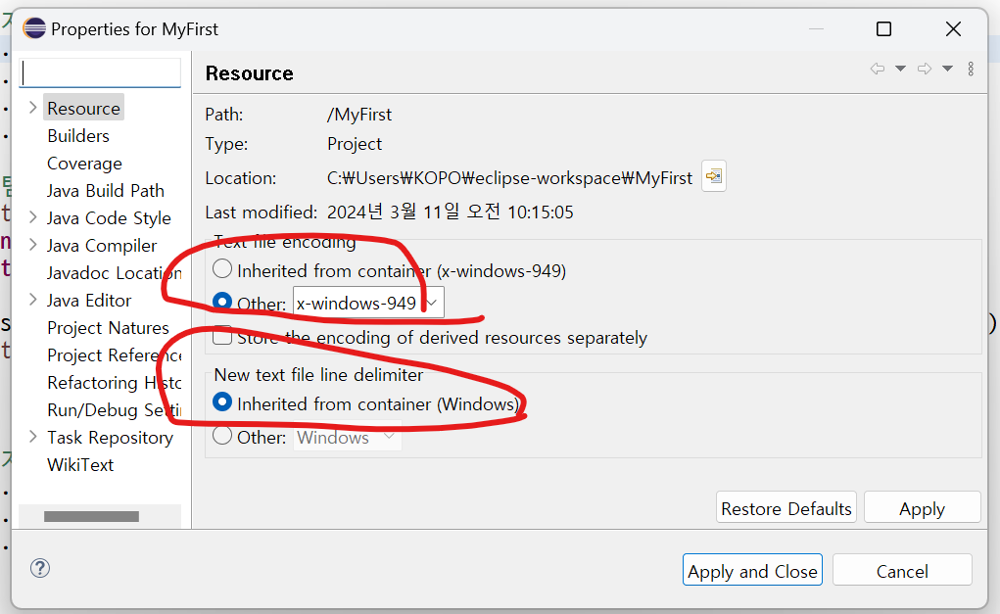 Properties for MyFirst
Resource
Builders
Coverage
Java Build Path
Java Code Style
Java Compiler
Javadoc Location
Java Editor
Project Natures
Project Reference
Refactoring Histo
Run/Debug Setti
Task Repository
WikiText
Resource
Path: /MyFirst
Type: Project
Location: C:₩Users₩KOPO₩eclipse-workspace₩MyFirst
Last modified: 2024년 3월 11일 오전 10:15:05
Text file encoding
Inherited from container (x-windows-949)
Other: x-windows-949
Store the encoding of derived resources separately
New text file line delimiter
Inherited from container (Windows)
Other: Windows
Restore Defaults Apply
? Apply and Close Cancel